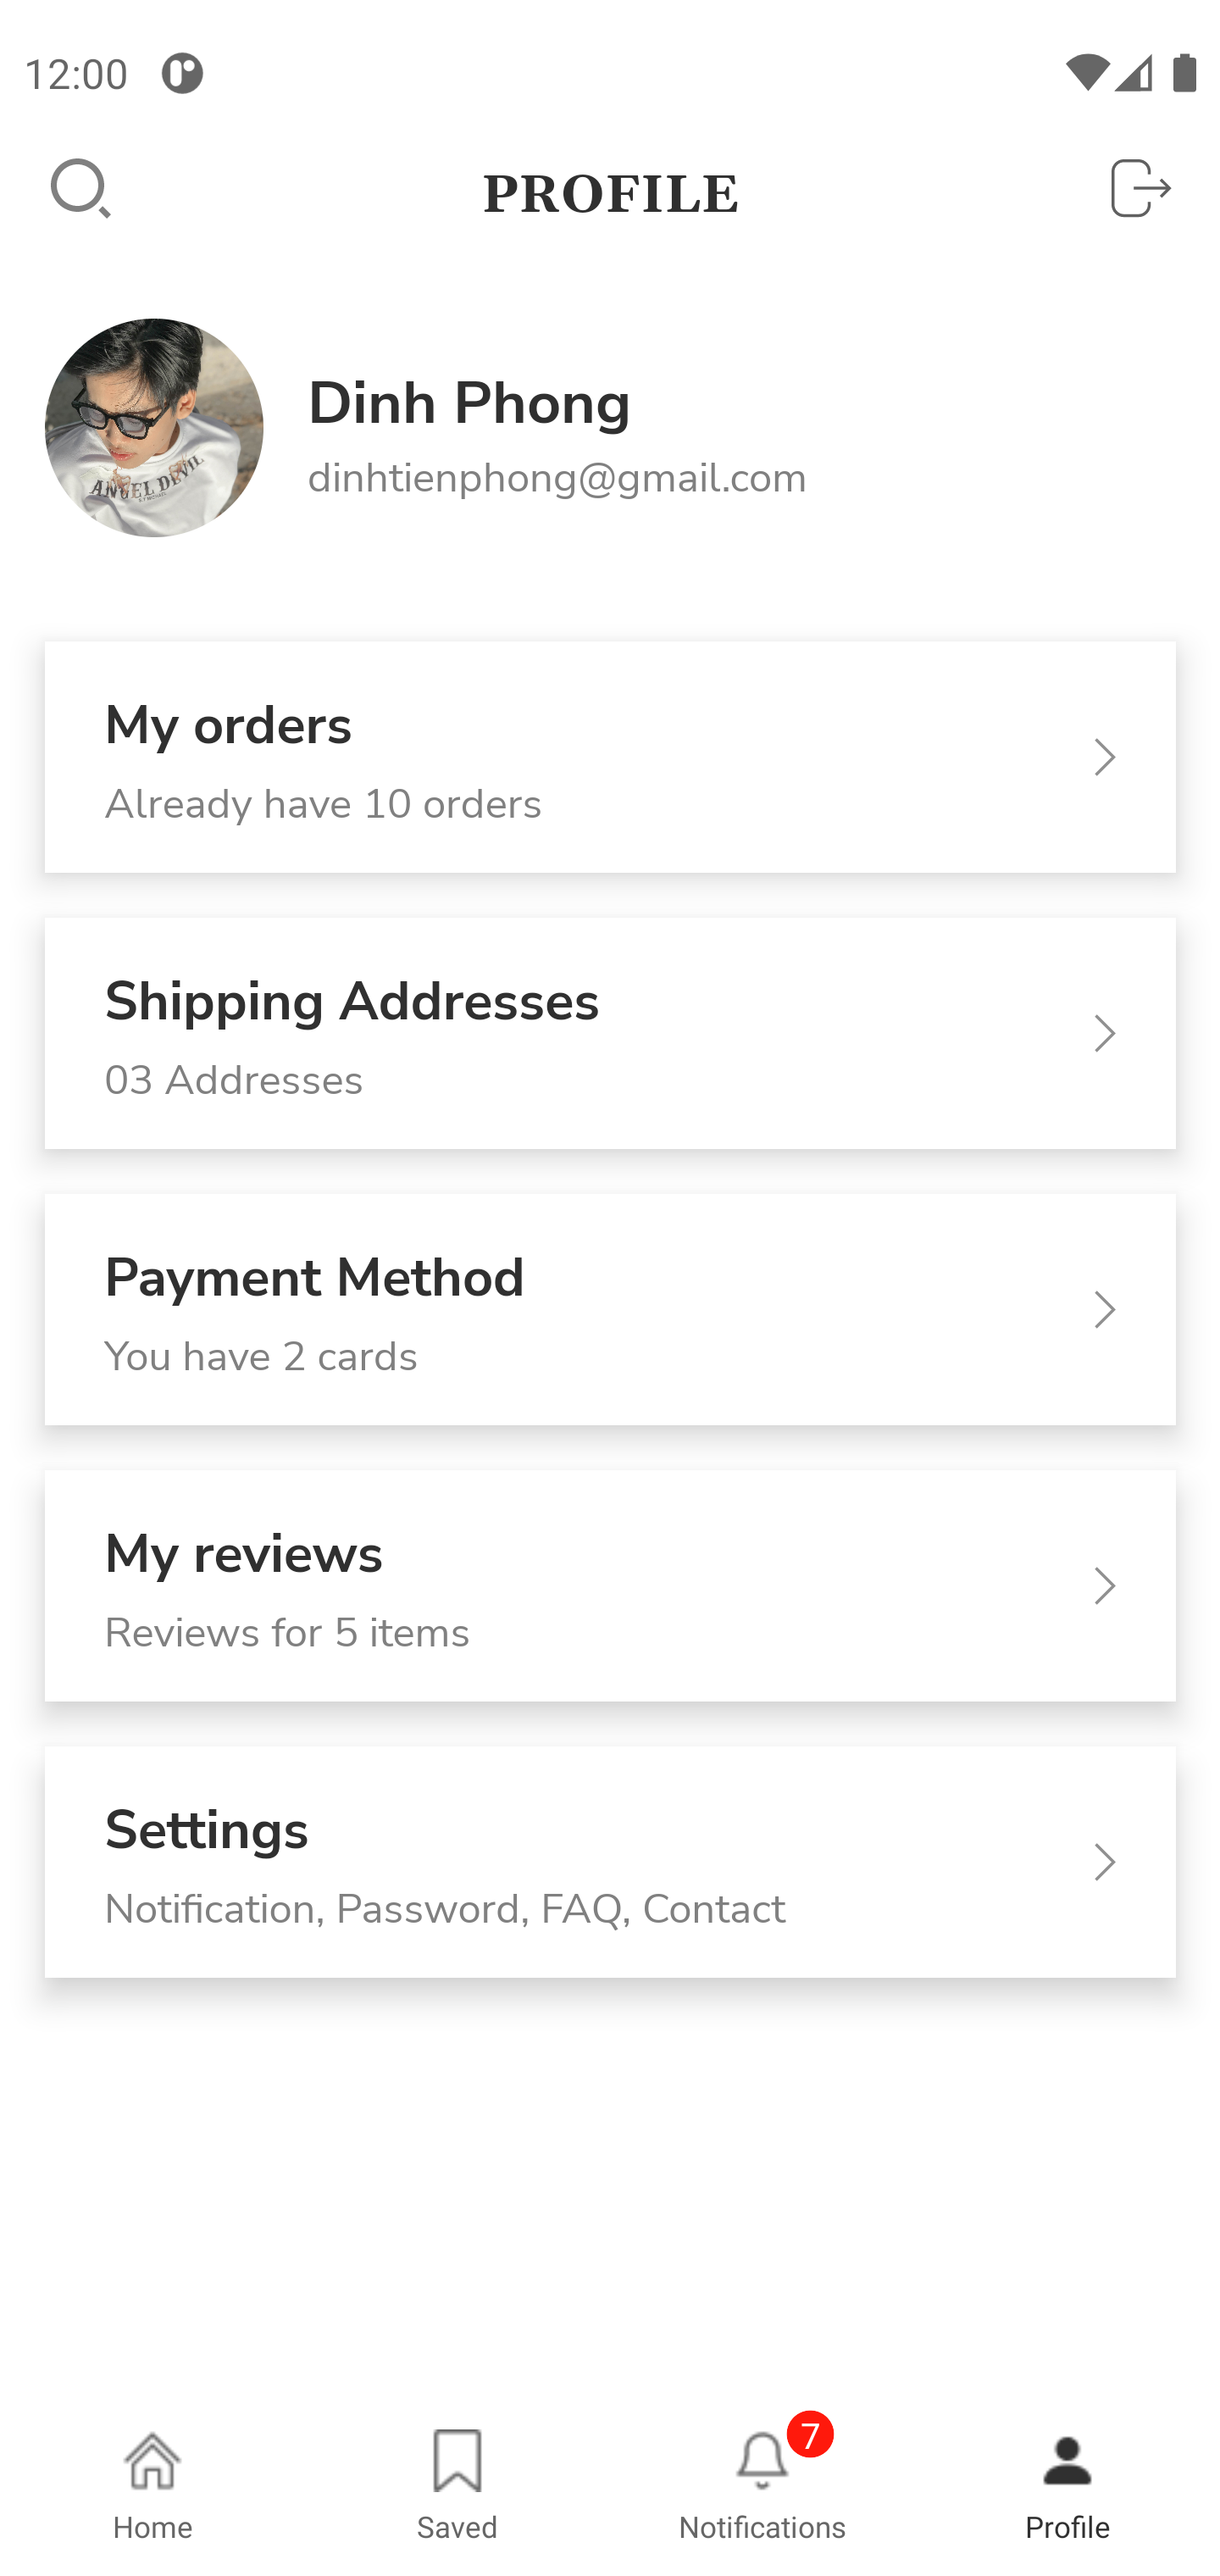 12:00
PROFILE
ANGEL DEVIL
Dinh Phong
dinhtienphong@gmail.com
My orders
Already have 10 orders
Shipping Addresses
03 Addresses
Payment Method
You have 2 cards
My reviews
Reviews for 5 items
Settings
Notification, Password, FAQ, Contact
7
Home
Saved
Notifications
Profile